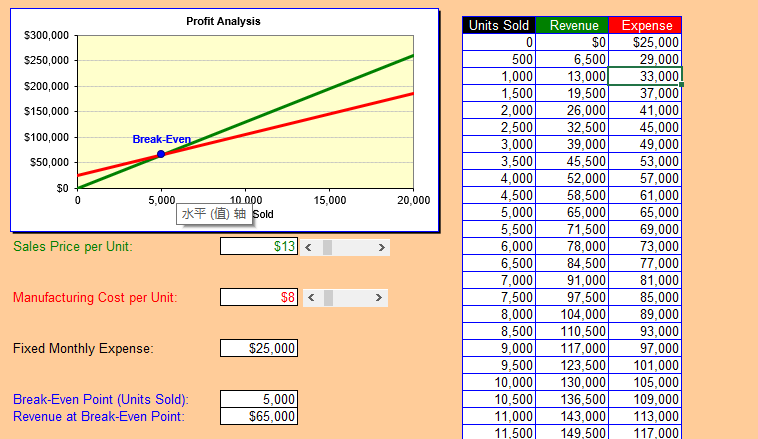 Profit Analysis
$300,000
$250,000
$200,000
$150,000
$100,000
$50,000
$0
Break-Even
0 5,000 10,000 15,000 20,000
水平 (值) 轴
Sold
Sales Price per Unit: $13
Manufacturing Cost per Unit: $8
Fixed Monthly Expense: $25,000
Break-Even Point (Units Sold): 5,000
Revenue at Break-Even Point: $65,000
Units Sold Revenue Expense
0 $0 $25,000
500 6,500 29,000
1,000 13,000 33,000
1,500 19,500 37,000
2,000 26,000 41,000
2,500 32,500 45,000
3,000 39,000 49,000
3,500 45,500 53,000
4,000 52,000 57,000
4,500 58,500 61,000
5,000 65,000 65,000
5,500 71,500 69,000
6,000 78,000 73,000
6,500 84,500 77,000
7,000 91,000 81,000
7,500 97,500 85,000
8,000 104,000 89,000
8,500 110,500 93,000
9,000 117,000 97,000
9,500 123,500 101,000
10,000 130,000 105,000
10,500 136,500 109,000
11,000 143,000 113,000
11,500 149,500 117,000